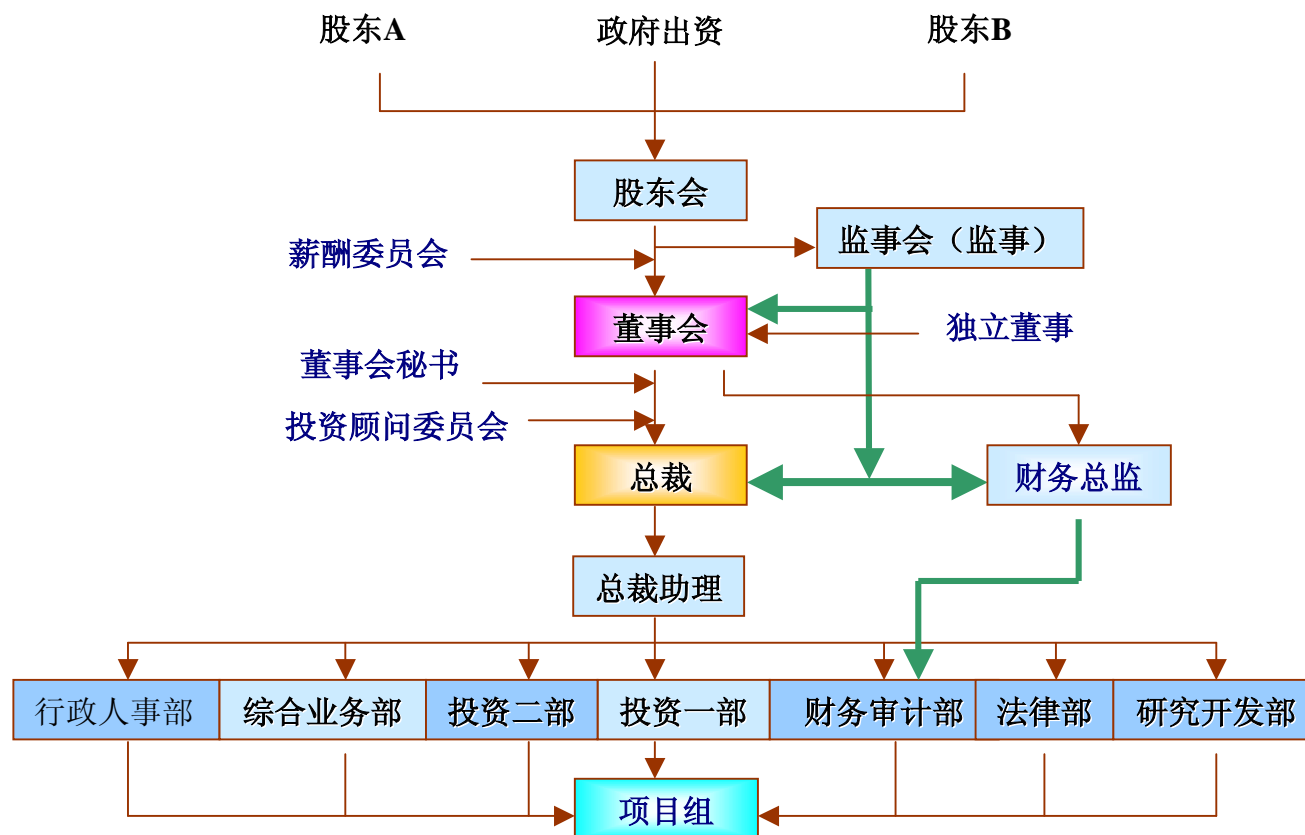 股东A
政府出资
股东B
股东会
监事会（监事）
薪酬委员会
董事会
独立董事
董事会秘书
投资顾问委员会
总裁
财务总监
总裁助理
行政人事部
综合业务部
投资二部
投资一部
财务审计部
法律部
研究开发部
项目组